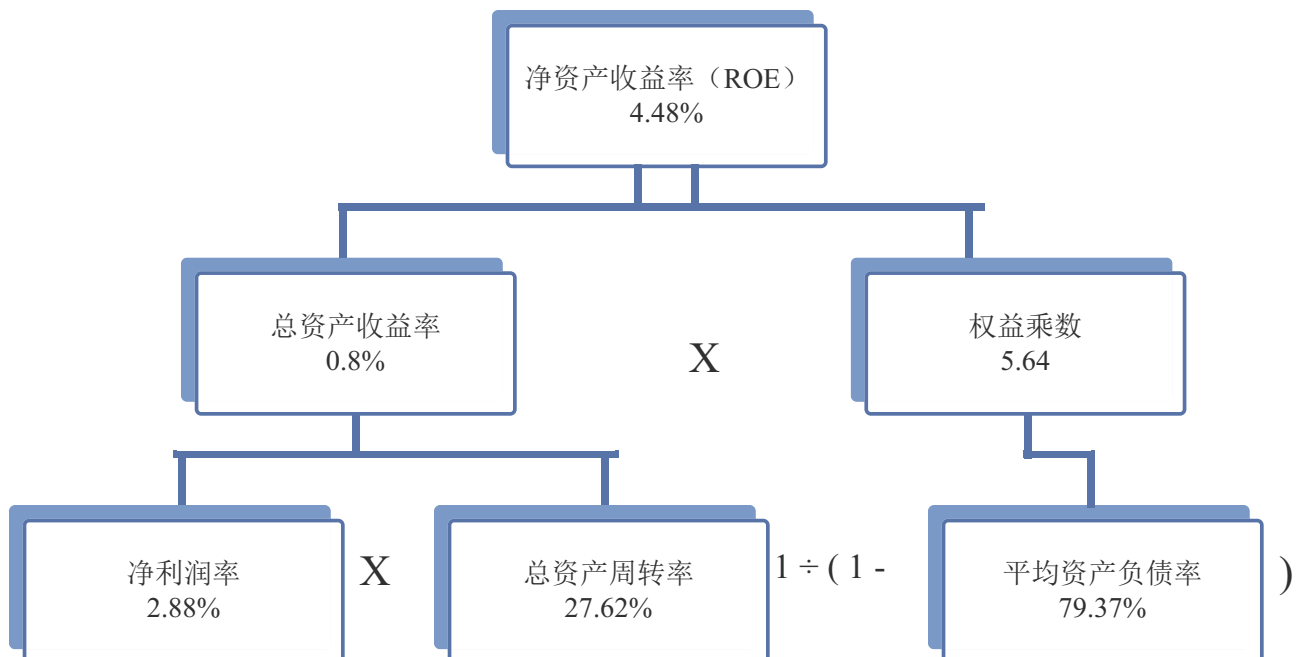 净资产收益率（ROE）
4.48%
总资产收益率
0.8%
X
权益乘数
5.64
净利润率
2.88%
X
总资产周转率
27.62%
1 ÷ ( 1 -
平均资产负债率
79.37%
)